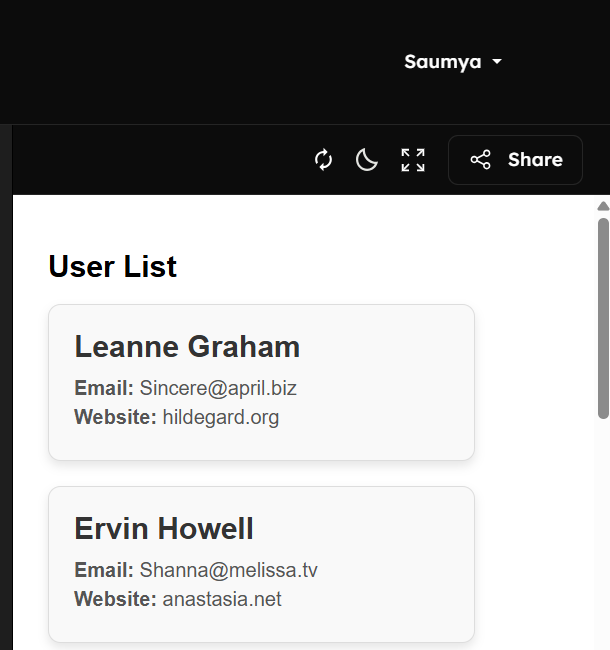 Saumya
Share
User List
Leanne Graham
Email: Sincere@april.biz
Website: hildegard.org
Ervin Howell
Email: Shanna@melissa.tv
Website: anastasia.net